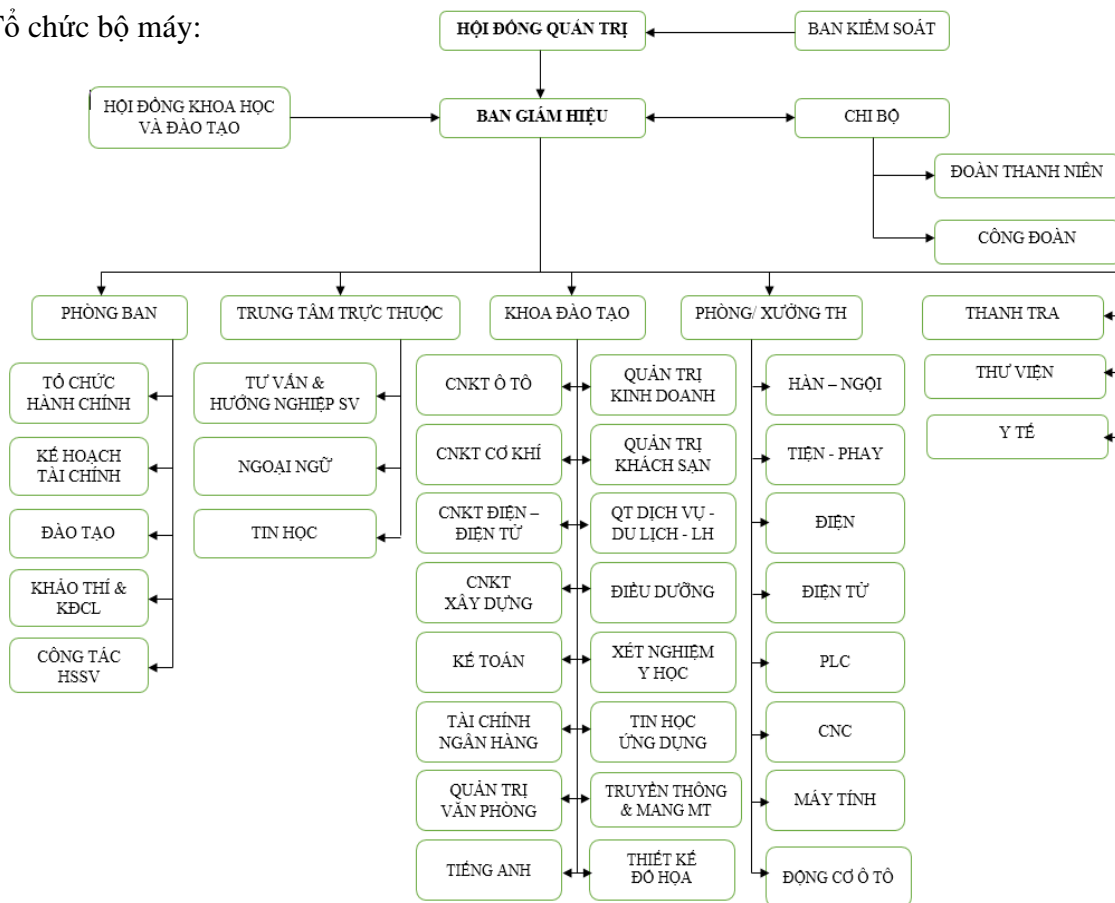 Tổ chức bộ máy:
HỘI ĐỒNG QUẢN TRỊ
BAN KIỂM SOÁT
HỘI ĐỒNG KHOA HỌC
VÀ ĐÀO TẠO
BAN GIÁM HIỆU
CHI BỘ
ĐOÀN THANH NIÊN
CÔNG ĐOÀN
PHÒNG BAN
TRUNG TÂM TRỰC THUỘC
KHOA ĐÀO TẠO
PHÒNG/ XƯỞNG TH
THANH TRA
THƯ VIỆN
Y TẾ
TỔ CHỨC
HÀNH CHÍNH
KẾ HOẠCH
TÀI CHÍNH
ĐÀO TẠO
KHẢO THÍ &
KĐCL
CÔNG TÁC
HSSV
TƯ VẤN &
HƯỚNG NGHIỆP SV
NGOẠI NGỮ
TIN HỌC
CNKT Ô TÔ
CNKT CƠ KHÍ
CNKT ĐIỆN –
ĐIỆN TỬ
CNKT
XÂY DỰNG
KẾ TOÁN
TÀI CHÍNH
NGÂN HÀNG
QUẢN TRỊ
VĂN PHÒNG
TIẾNG ANH
QUẢN TRỊ
KINH DOANH
QUẢN TRỊ
KHÁCH SẠN
QT DỊCH VỤ -
DU LỊCH - LH
ĐIỀU DƯỠNG
XÉT NGHIỆM
Y HỌC
TIN HỌC
ỨNG DỤNG
TRUYỀN THÔNG
& MANG MT
THIẾT KẾ
ĐỒ HỌA
HÀN – NGỘI
TIỆN - PHAY
ĐIỆN
ĐIỆN TỬ
PLC
CNC
MÁY TÍNH
ĐỘNG CƠ Ô TÔ